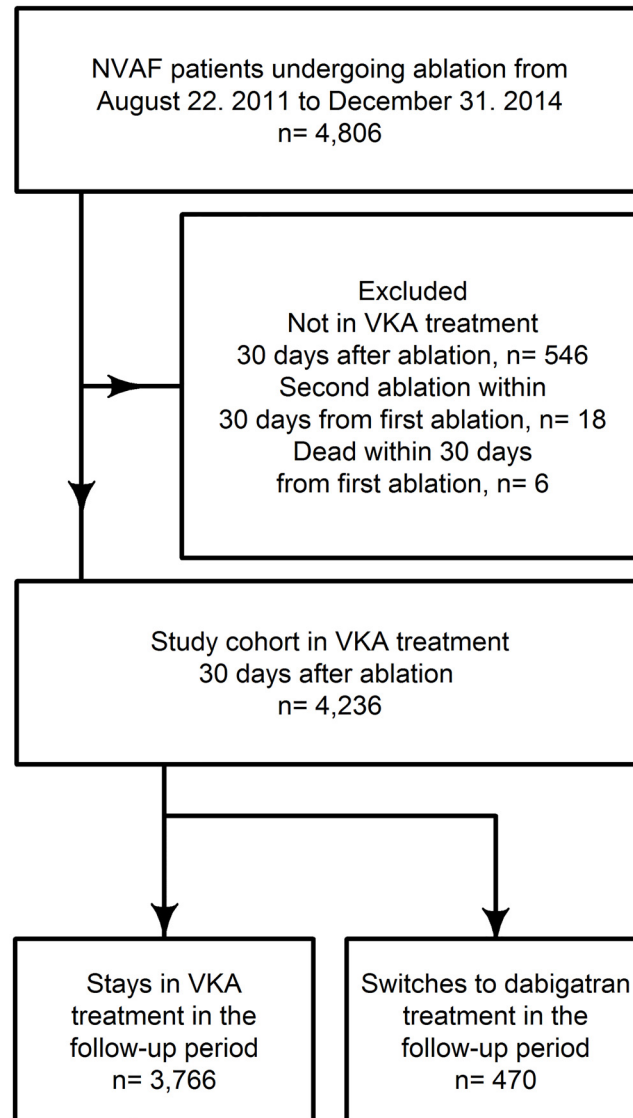 NVAF patients undergoing ablation from
August 22. 2011 to December 31. 2014
n= 4,806
Excluded
Not in VKA treatment
30 days after ablation, n= 546
Second ablation within
30 days from first ablation, n= 18
Dead within 30 days
from first ablation, n= 6
Study cohort in VKA treatment
30 days after ablation
n= 4,236
Stays in VKA
treatment in the
follow-up period
n= 3,766
Switches to dabigatran
treatment in the
follow-up period
n= 470